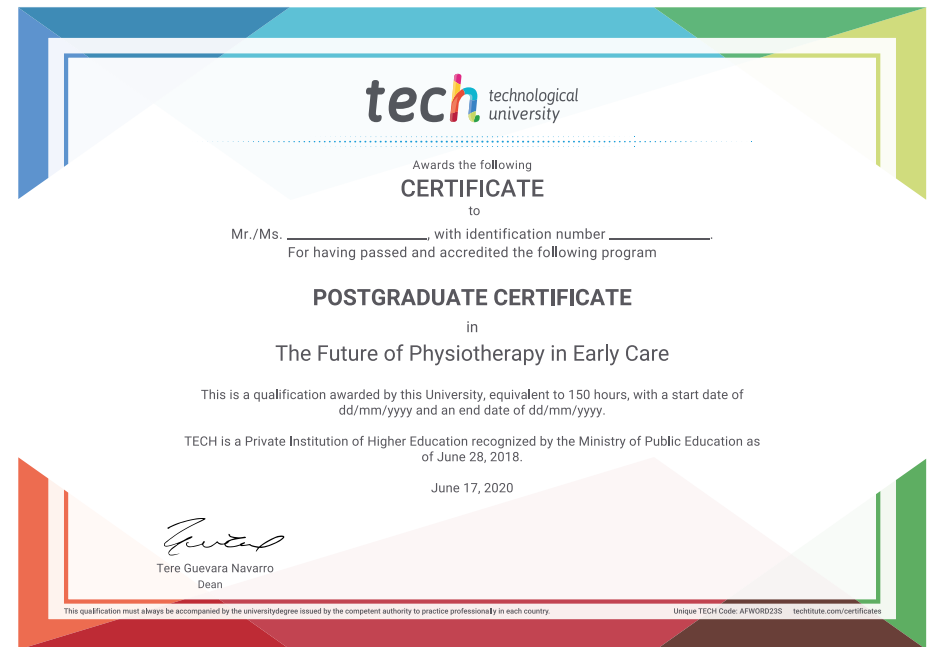 tech technological
university
Awards the following
CERTIFICATE
to
Mr./Ms. ____________________, with identification number ______________.
For having passed and accredited the following program
POSTGRADUATE CERTIFICATE
in
The Future of Physiotherapy in Early Care
This is a qualification awarded by this University, equivalent to 150 hours, with a start date of
dd/mm/yyyy and an end date of dd/mm/yyyy.
TECH is a Private Institution of Higher Education recognized by the Ministry of Public Education as
of June 28, 2018.
June 17, 2020
Tere Guevara Navarro
Dean
This qualification must always be accompanied by the universitydegree issued by the competent authority to practice professionally in each country.
Unique TECH Code: AFWORD23S techtitute.com/certificates